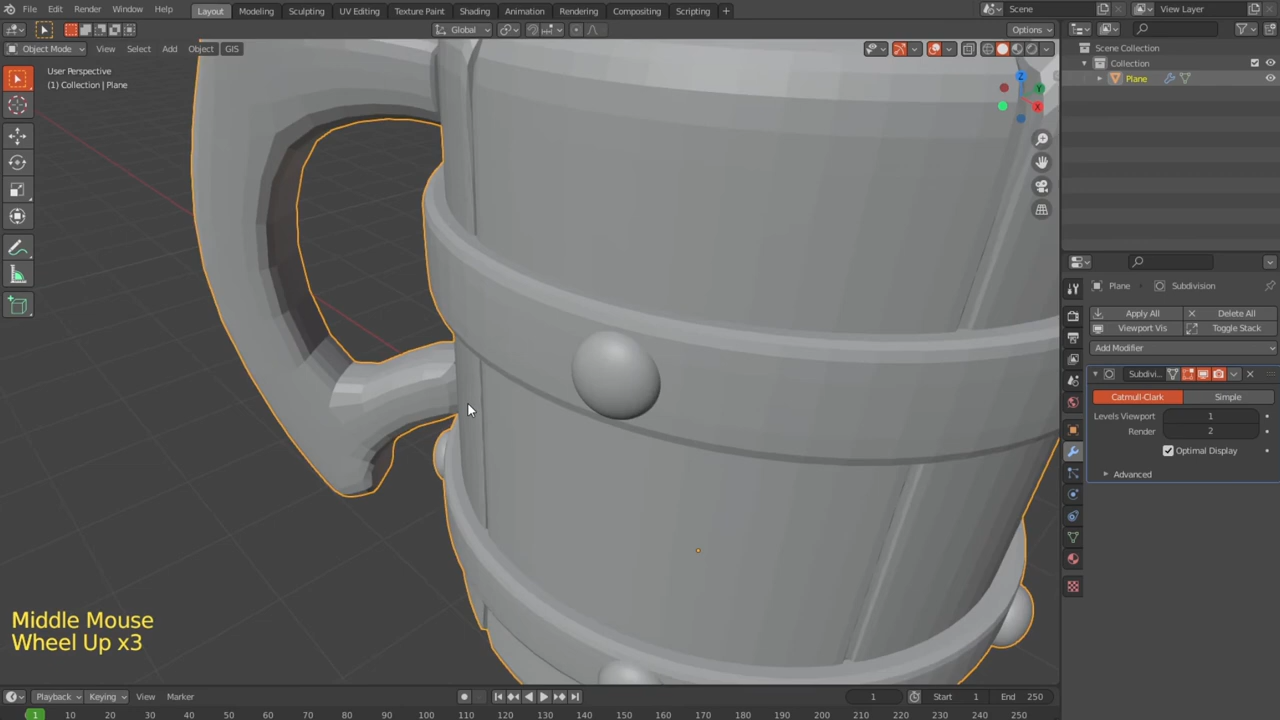 File Edit Render Window Help Layout Modeling Sculpting UV Editing Texture Paint Shading Animation Rendering Compositing Scripting + Scene View Layer
Global Options
Object Mode View Select Add Object GIS
User Perspective
(1) Collection | Plane
Scene Collection
Collection
Plane
Z
Y
X
Plane Subdivision
Apply All Delete All
Viewport Vis Toggle Stack
Add Modifier
Subdivi...
Catmull-Clark Simple
Levels Viewport 1
Render 2
Optimal Display
Advanced
Middle Mouse
Wheel Up x3
Playback Keying View Marker 1 Start 1 End 250
1 10 20 30 40 50 60 70 80 90 100 110 120 130 140 150 160 170 180 190 200 210 220 230 240 250